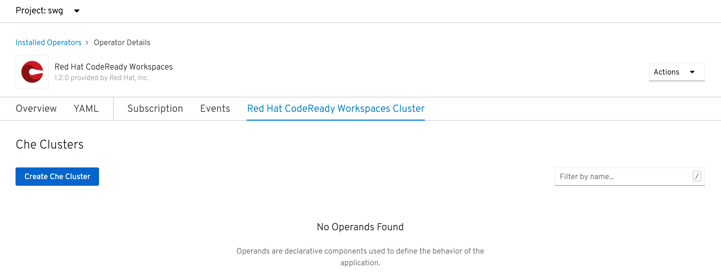 Project: swg
Installed Operators > Operator Details
Red Hat CodeReady Workspaces
1.2.0 provided by Red Hat, Inc.
Actions
Overview YAML Subscription Events Red Hat CodeReady Workspaces Cluster
Che Clusters
Create Che Cluster
Filter by name... /
No Operands Found
Operands are declarative components used to define the behavior of the
application.